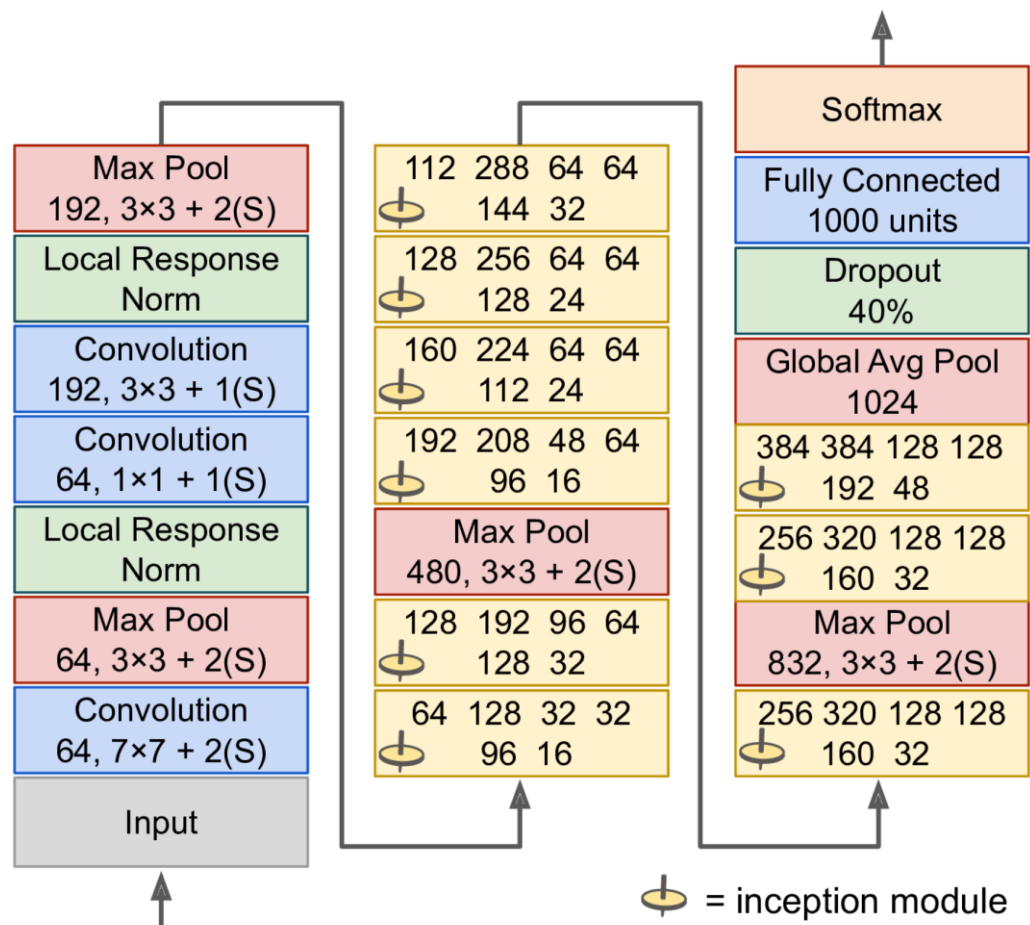 Max Pool
192, 3×3 + 2(S)
Local Response
Norm
Convolution
192, 3×3 + 1(S)
Convolution
64, 1×1 + 1(S)
Local Response
Norm
Max Pool
64, 3×3 + 2(S)
Convolution
64, 7×7 + 2(S)
Input
112 288 64 64
144 32
128 256 64 64
128 24
160 224 64 64
112 24
192 208 48 64
96 16
Max Pool
480, 3×3 + 2(S)
128 192 96 64
128 32
64 128 32 32
96 16
Softmax
Fully Connected
1000 units
Dropout
40%
Global Avg Pool
1024
384 384 128 128
192 48
256 320 128 128
160 32
Max Pool
832, 3×3 + 2(S)
256 320 128 128
160 32
= inception module